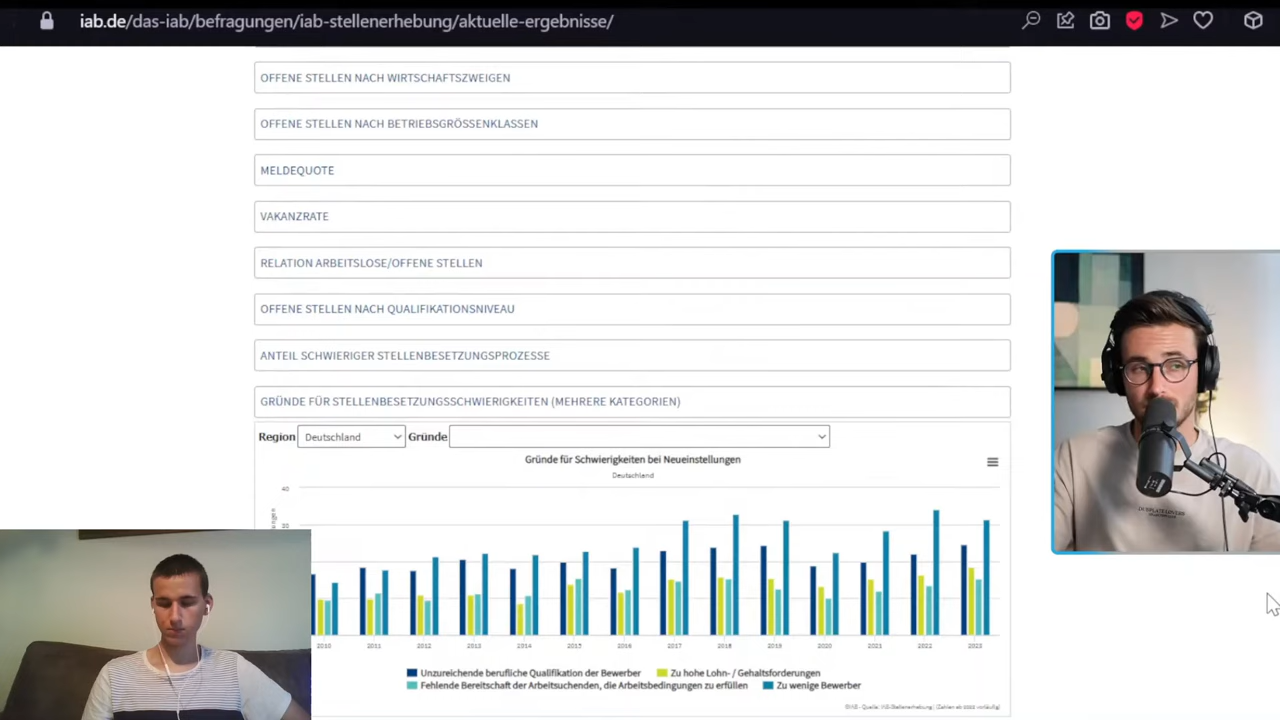 iab.de/das-iab/befragungen/iab-stellenerhebung/aktuelle-ergebnisse/
OFFENE STELLEN NACH WIRTSCHAFTSZWEIGEN
OFFENE STELLEN NACH BETRIEBSGRÖSSENKLASSEN
MELDEQUOTE
VAKANZRATE
RELATION ARBEITSLOSE/OFFENE STELLEN
OFFENE STELLEN NACH QUALIFIKATIONSNIVEAU
ANTEIL SCHWIERIGER STELLENBESETZUNGSPROZESSE
GRÜNDE FÜR STELLENBESETZUNGSSCHWIERIGKEITEN (MEHRERE KATEGORIEN)
Region Deutschland Gründe
Gründe für Schwierigkeiten bei Neueinstellungen
Deutschland
40
2010 2011 2012 2013 2014 2015 2016 2017 2018 2019 2020 2021 2022 2023
Unzureichende berufliche Qualifikation der Bewerber Zu hohe Lohn- / Gehaltsforderungen
Fehlende Bereitschaft der Arbeitsuchenden, die Arbeitsbedingungen zu erfüllen Zu wenige Bewerber